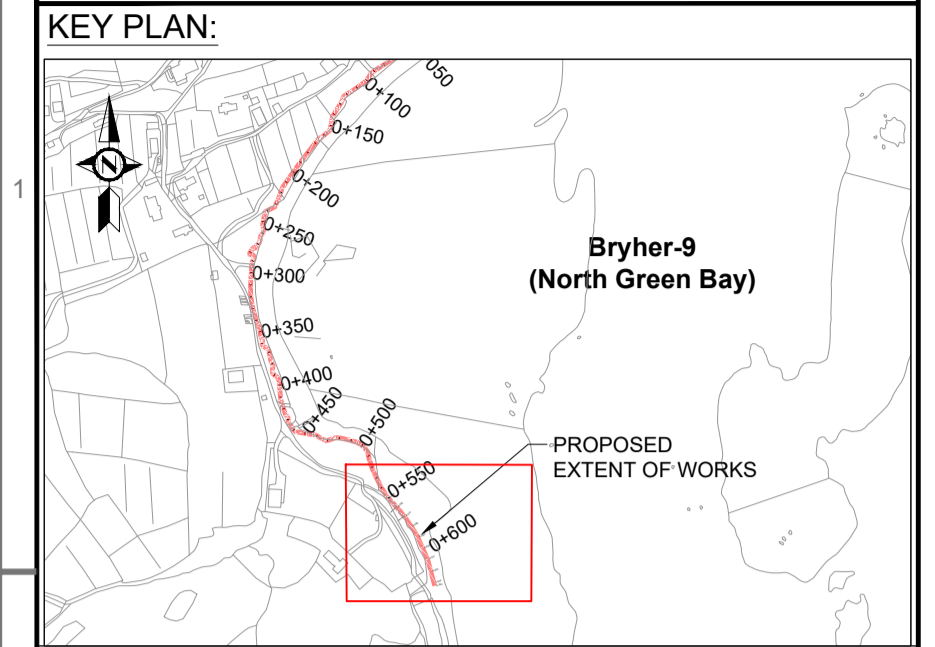 KEY PLAN:
050
0+100
0+150
0+200
0+250
0+300
0+350
0+400
0+450
0+500
0+550
0+600
N
1
Bryher-9
(North Green Bay)
PROPOSED
EXTENT OF WORKS